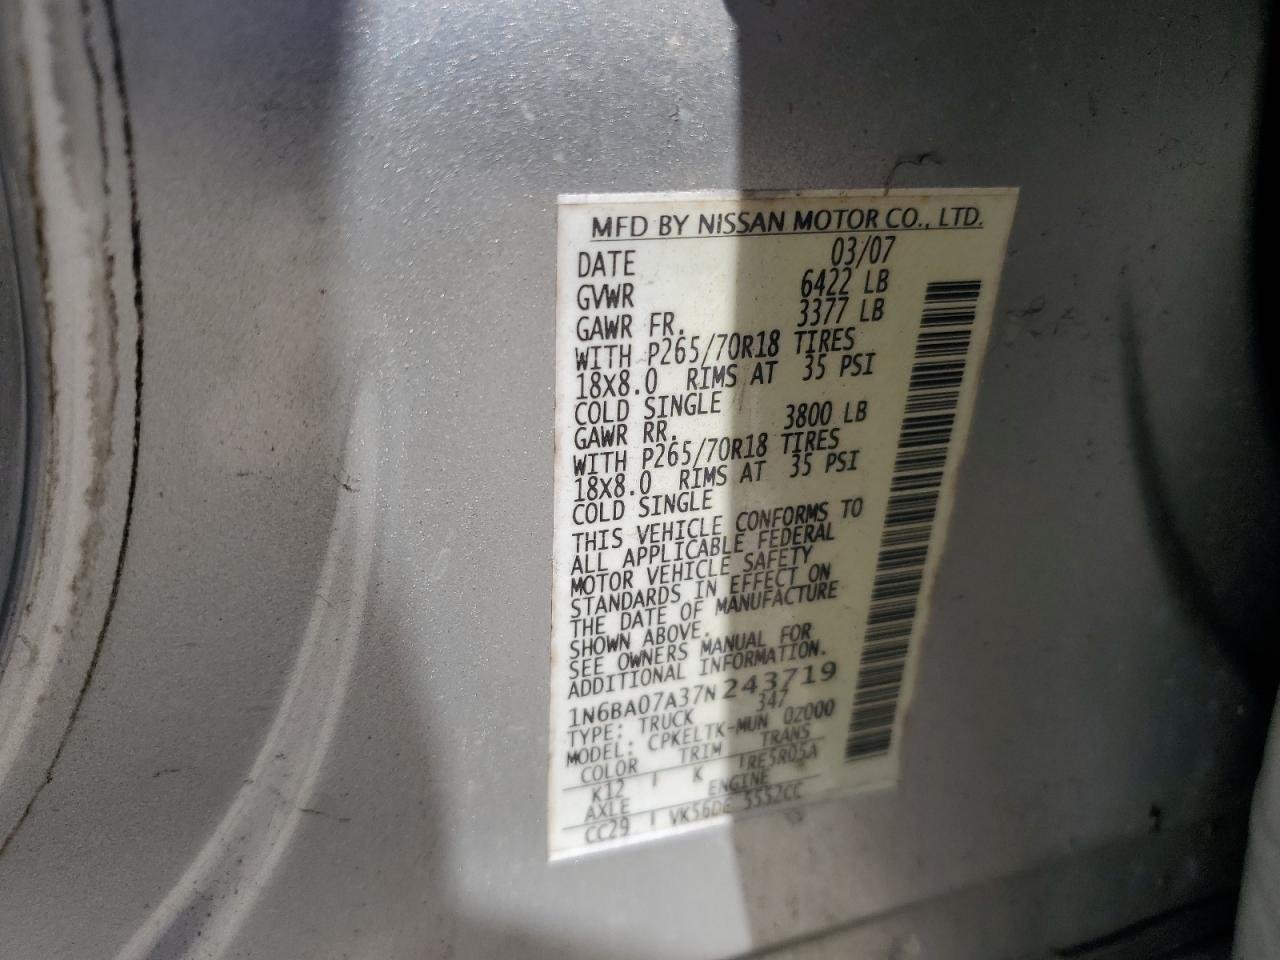 MFD BY NISSAN MOTOR CO., LTD.
DATE 03/07
GVWR 6422 LB
GAWR FR. 3377 LB
WITH P265/70R18 TIRES
18X8.0 RIMS AT 35 PSI
COLD SINGLE
GAWR RR. 3800 LB
WITH P265/70R18 TIRES
18X8.0 RIMS AT 35 PSI
COLD SINGLE
THIS VEHICLE CONFORMS TO
ALL APPLICABLE FEDERAL
MOTOR VEHICLE SAFETY
STANDARDS IN EFFECT ON
THE DATE OF MANUFACTURE
SHOWN ABOVE.
SEE OWNERS MANUAL FOR
ADDITIONAL INFORMATION.
1N6BA07A37N243719
TYPE: TRUCK 347
MODEL: CPKELTK-MUN 02000
COLOR TRIM TRANS
K12 K RE5R05A
AXLE ENGINE
CC29 VK56DE 5552CC